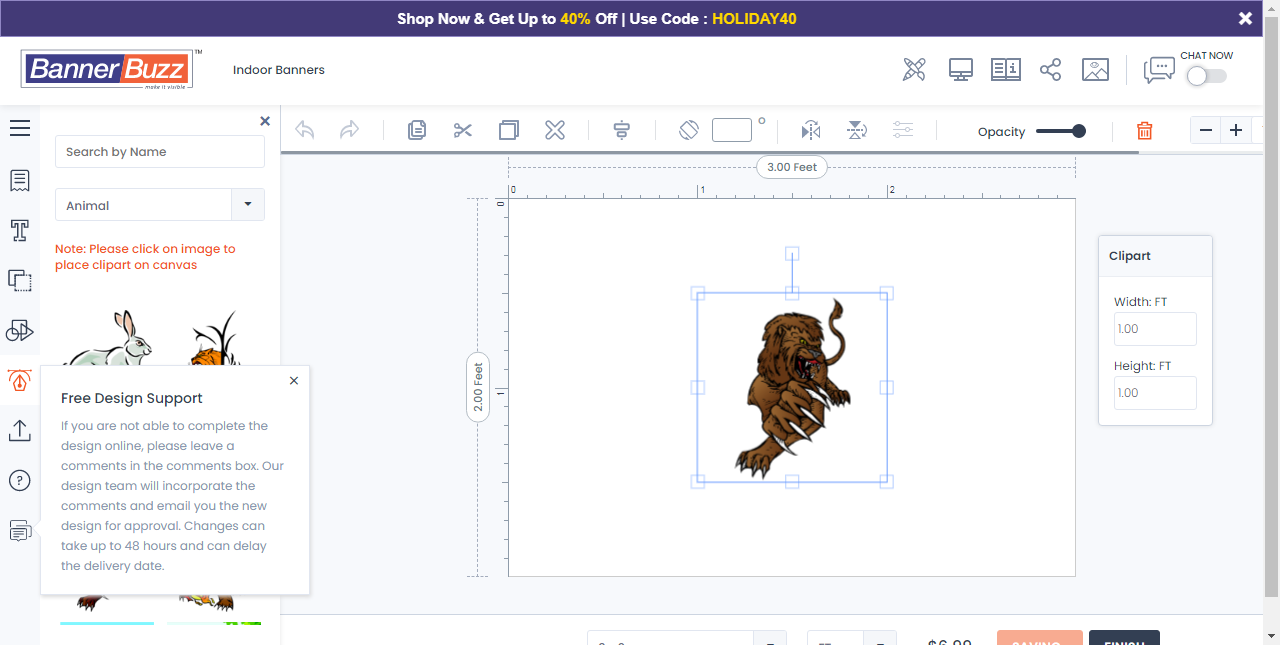 Shop Now & Get Up to 40% Off | Use Code : HOLIDAY40
BannerBuzz™
make it visible
Indoor Banners
CHAT NOW
Search by Name
Animal
Note: Please click on image to
place clipart on canvas
Opacity
3.00 Feet
0 1 2
0
2.00 Feet
1
Clipart
Width: FT
1.00
Height: FT
1.00
Free Design Support
If you are not able to complete the
design online, please leave a
comments in the comments box. Our
design team will incorporate the
comments and email you the new
design for approval. Changes can
take up to 48 hours and can delay
the delivery date.
FT
$6.99
SAVING
FINISH